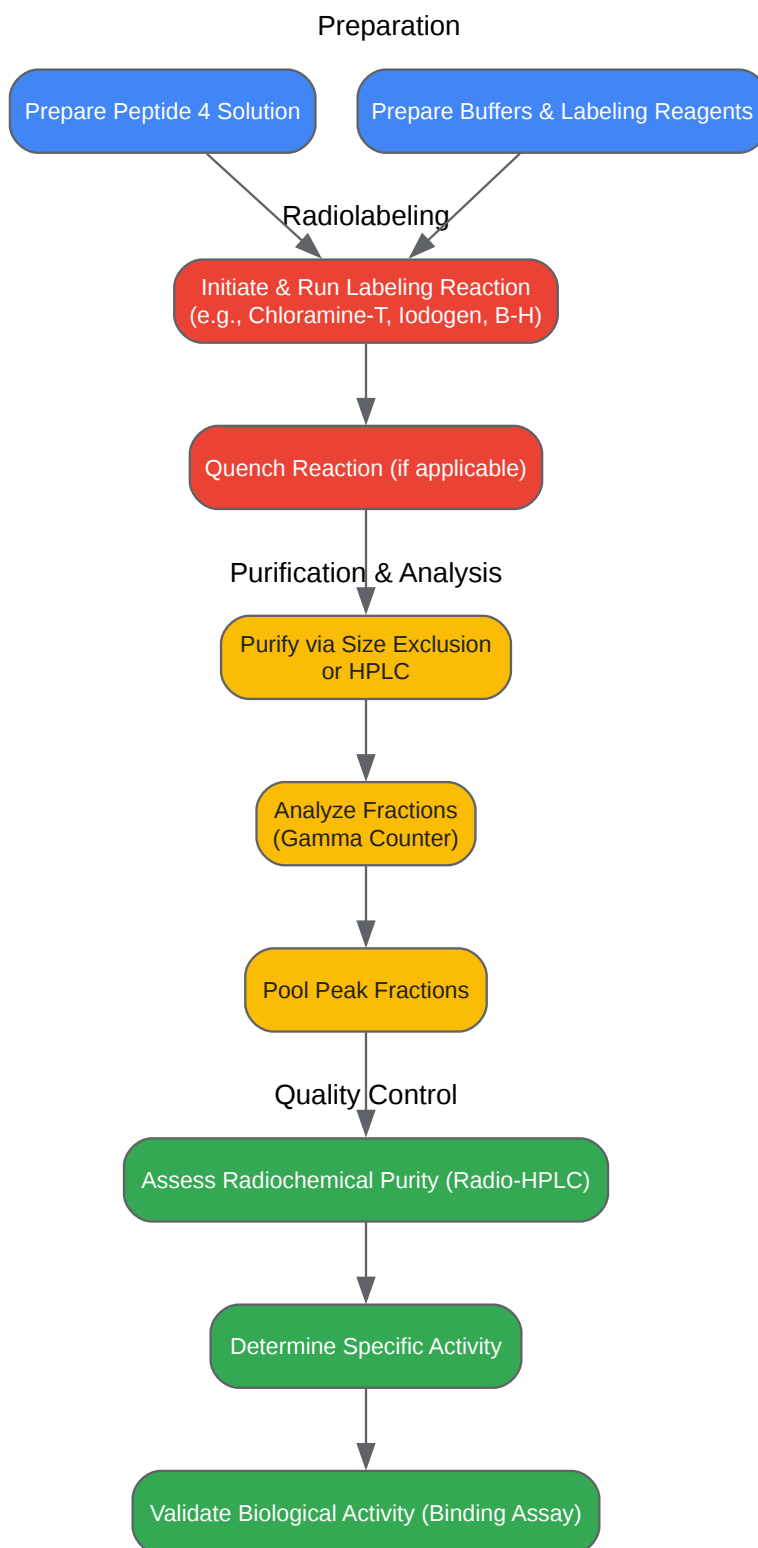 Preparation
Prepare Peptide 4 Solution
Prepare Buffers & Labeling Reagents
Radiolabeling
Initiate & Run Labeling Reaction
(e.g., Chloramine-T, Iodogen, B-H)
Quench Reaction (if applicable)
Purification & Analysis
Purify via Size Exclusion
or HPLC
Analyze Fractions
(Gamma Counter)
Pool Peak Fractions
Quality Control
Assess Radiochemical Purity (Radio-HPLC)
Determine Specific Activity
Validate Biological Activity (Binding Assay)